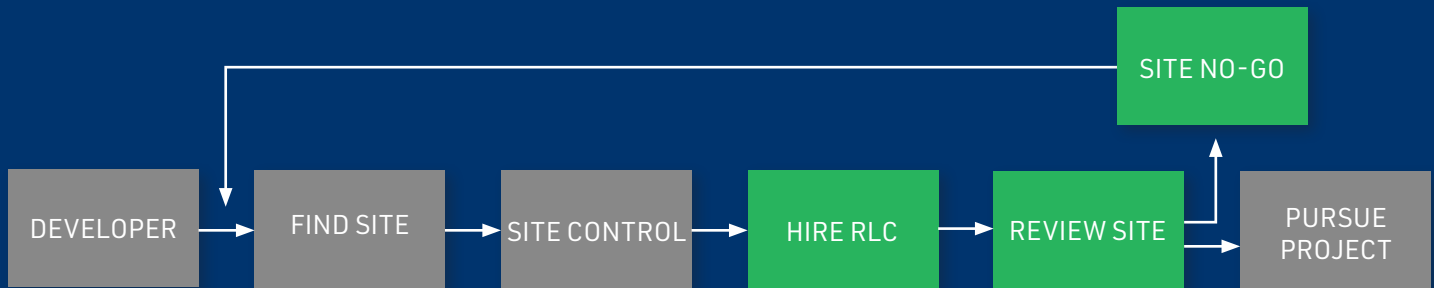 SITE NO-GO
DEVELOPER
FIND SITE
SITE CONTROL
HIRE RLC
REVIEW SITE
PURSUE
PROJECT